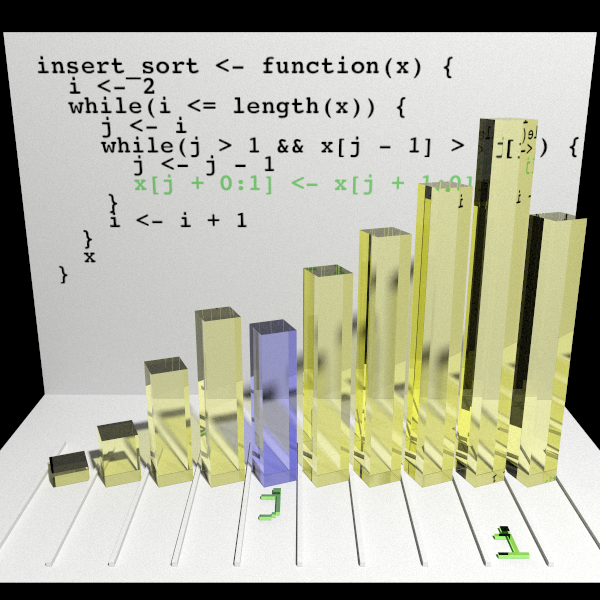 insert_sort <- function(x) {
i <- 2
while(i <= length(x)) {
j <- i
while(j > 1 && x[j - 1] > x[j]) {
j <- j - 1
x[j + 0:1] <- x[j + 1:0]
}
i <- i + 1
}
x
}
j
i